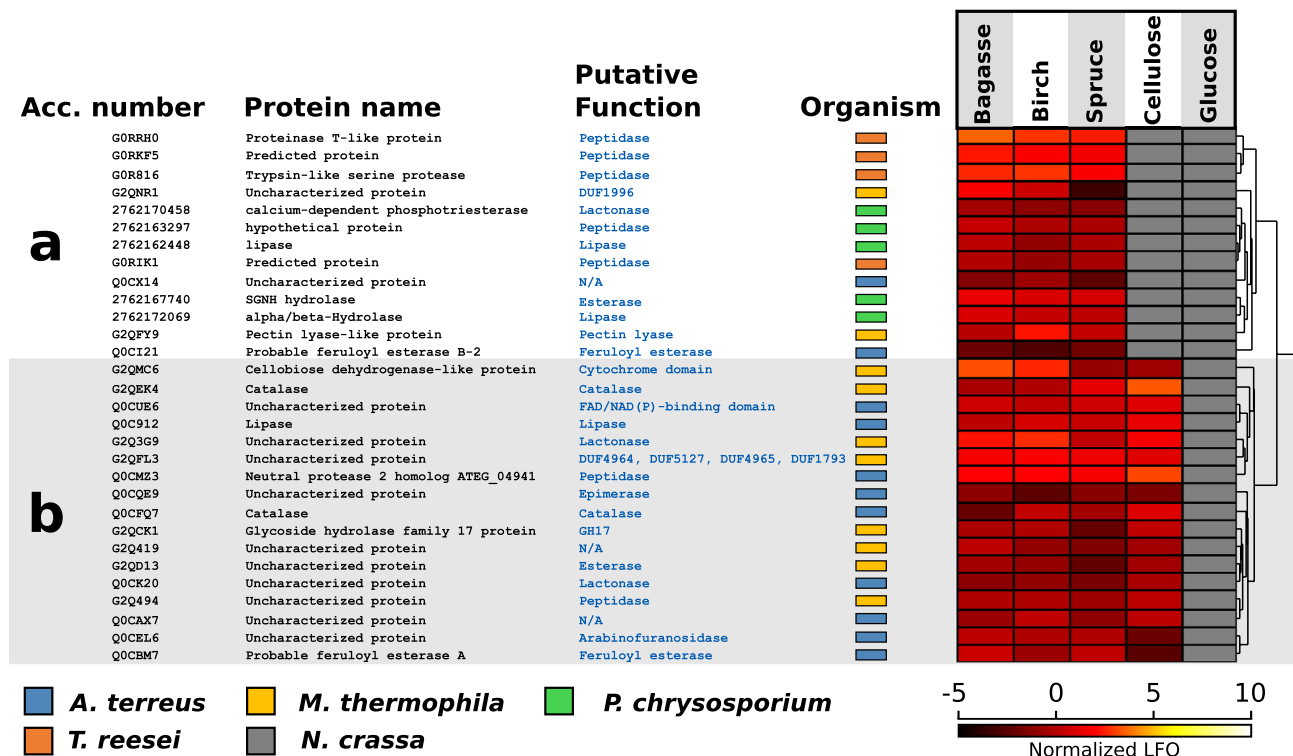 Bagasse Birch Spruce Cellulose Glucose
Putative
Acc. number Protein name Function Organism
G0RRH0 Proteinase T-like protein Peptidase
G0RKF5 Predicted protein Peptidase
G0R816 Trypsin-like serine protease Peptidase
G2QNR1 Uncharacterized protein DUF1996
2762170458 calcium-dependent phosphotriesterase Lactonase
2762163297 hypothetical protein Peptidase
a
2762162448 lipase Lipase
G0RIK1 Predicted protein Peptidase
Q0CX14 Uncharacterized protein N/A
2762167740 SGNH hydrolase Esterase
2762172069 alpha/beta-Hydrolase Lipase
G2QFY9 Pectin lyase-like protein Pectin lyase
Q0CI21 Probable feruloyl esterase B-2 Feruloyl esterase
G2QMC6 Cellobiose dehydrogenase-like protein Cytochrome domain
G2QEK4 Catalase Catalase
Q0CUE6 Uncharacterized protein FAD/NAD(P)-binding domain
Q0C912 Lipase Lipase
G2Q3G9 Uncharacterized protein Lactonase
G2QFL3 Uncharacterized protein DUF4964, DUF5127, DUF4965, DUF1793
Q0CMZ3 Neutral protease 2 homolog ATEG_04941 Peptidase
Q0CQE9 Uncharacterized protein Epimerase
b
Q0CFQ7 Catalase Catalase
G2QCK1 Glycoside hydrolase family 17 protein GH17
G2Q419 Uncharacterized protein N/A
G2QD13 Uncharacterized protein Esterase
Q0CK20 Uncharacterized protein Lactonase
G2Q494 Uncharacterized protein Peptidase
Q0CAX7 Uncharacterized protein N/A
Q0CEL6 Uncharacterized protein Arabinofuranosidase
Q0CBM7 Probable feruloyl esterase A Feruloyl esterase
A. terreus M. thermophila P. chrysosporium
T. reesei N. crassa
-5 0 5 10
Normalized LFQ